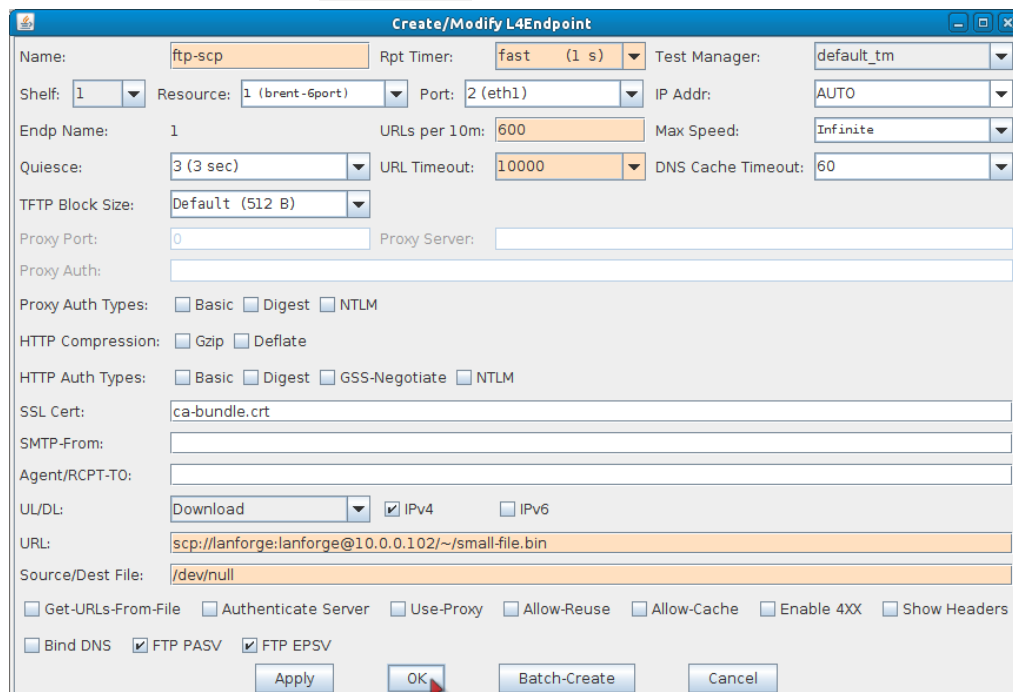 Create/Modify L4Endpoint
Name: ftp-scp Rpt Timer: fast (1 s) Test Manager: default_tm
Shelf: 1 Resource: 1 (brent-6port) Port: 2 (eth1) IP Addr: AUTO
Endp Name: 1 URLs per 10m: 600 Max Speed: Infinite
Quiesce: 3 (3 sec) URL Timeout: 10000 DNS Cache Timeout: 60
TFTP Block Size: Default (512 B)
Proxy Port: 0 Proxy Server:
Proxy Auth:
Proxy Auth Types: Basic Digest NTLM
HTTP Compression: Gzip Deflate
HTTP Auth Types: Basic Digest GSS-Negotiate NTLM
SSL Cert: ca-bundle.crt
SMTP-From:
Agent/RCPT-TO:
UL/DL: Download IPv4 IPv6
URL: scp://lanforge:lanforge@10.0.0.102/~/small-file.bin
Source/Dest File: /dev/null
Get-URLs-From-File Authenticate Server Use-Proxy Allow-Reuse Allow-Cache Enable 4XX Show Headers
Bind DNS FTP PASV FTP EPSV
Apply OK Batch-Create Cancel